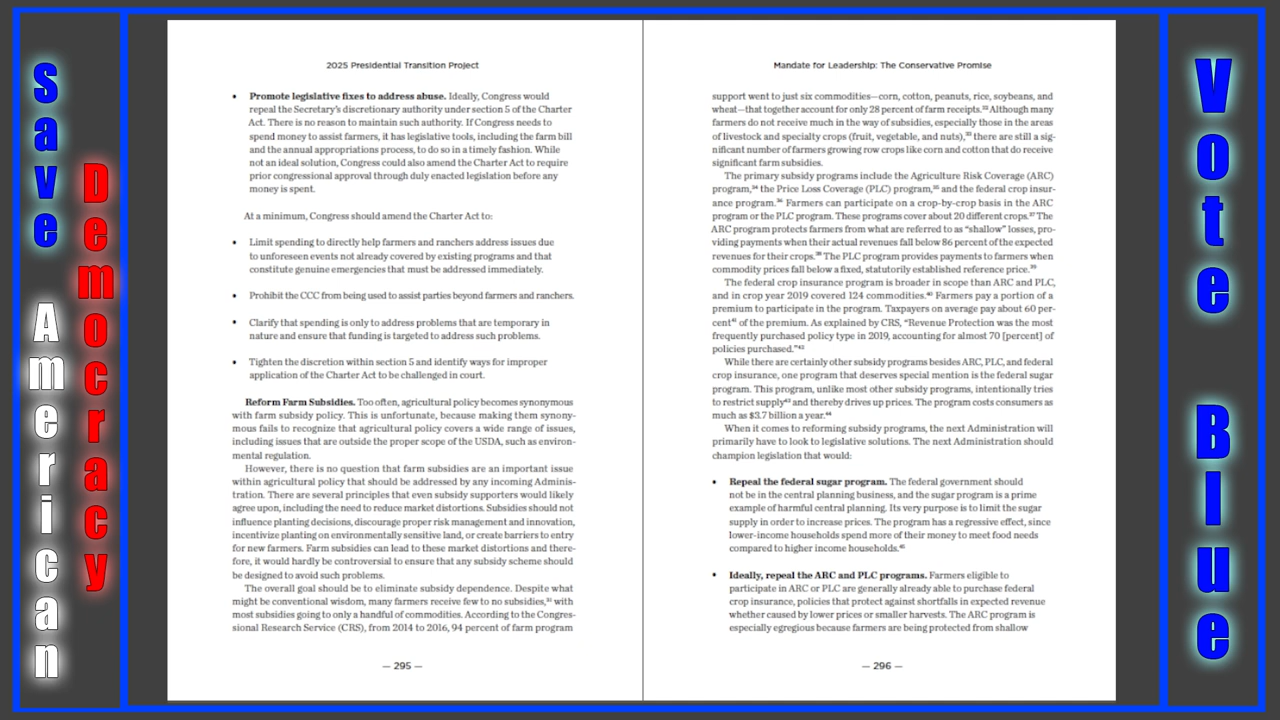 Save American
Democracy
2025 Presidential Transition Project
• Promote legislative fixes to address abuse. Ideally, Congress would
repeal the Secretary's discretionary authority under section 5 of the Charter
Act. There is no reason to maintain such authority. If Congress needs to
spend money to assist farmers, it has legislative tools, including the farm bill
and the annual appropriations process, to do so in a timely fashion. While
not an ideal solution, Congress could also amend the Charter Act to require
prior congressional approval through duly enacted legislation before any
money is spent.
At a minimum, Congress should amend the Charter Act to:
• Limit spending to directly help farmers and ranchers address issues due
to unforeseen events not already covered by existing programs and that
constitute genuine emergencies that must be addressed immediately.
• Prohibit the CCC from being used to assist parties beyond farmers and ranchers.
• Clarify that spending is only to address problems that are temporary in
nature and ensure that funding is targeted to address such problems.
• Tighten the discretion within section 5 and identify ways for improper
application of the Charter Act to be challenged in court.
Reform Farm Subsidies. Too often, agricultural policy becomes synonymous
with farm subsidy policy. This is unfortunate, because making them synony-
mous fails to recognize that agricultural policy covers a wide range of issues,
including issues that are outside the proper scope of the USDA, such as environ-
mental regulation.
However, there is no question that farm subsidies are an important issue
within agricultural policy that should be addressed by any incoming Adminis-
tration. There are several principles that even subsidy supporters would likely
agree upon, including the need to reduce market distortions. Subsidies should not
influence planting decisions, discourage proper risk management and innovation,
incentivize planting on environmentally sensitive land, or create barriers to entry
for new farmers. Farm subsidies can lead to these market distortions and there-
fore, it would hardly be controversial to ensure that any subsidy scheme should
be designed to avoid such problems.
The overall goal should be to eliminate subsidy dependence. Despite what
might be conventional wisdom, many farmers receive few to no subsidies,³¹ with
most subsidies going to only a handful of commodities. According to the Congres-
sional Research Service (CRS), from 2014 to 2016, 94 percent of farm program
— 295 —
Mandate for Leadership: The Conservative Promise
support went to just six commodities—corn, cotton, peanuts, rice, soybeans, and
wheat—that together account for only 28 percent of farm receipts.³² Although many
farmers do not receive much in the way of subsidies, especially those in the areas
of livestock and specialty crops (fruit, vegetable, and nuts),³³ there are still a sig-
nificant number of farmers growing row crops like corn and cotton that do receive
significant farm subsidies.
The primary subsidy programs include the Agriculture Risk Coverage (ARC)
program,³⁴ the Price Loss Coverage (PLC) program,³⁵ and the federal crop insur-
ance program.³⁶ Farmers can participate on a crop-by-crop basis in the ARC
program or the PLC program. These programs cover about 20 different crops.³⁷ The
ARC program protects farmers from what are referred to as “shallow” losses, pro-
viding payments when their actual revenues fall below 86 percent of the expected
revenues for their crops.³⁸ The PLC program provides payments to farmers when
commodity prices fall below a fixed, statutorily established reference price.³⁹
The federal crop insurance program is broader in scope than ARC and PLC,
and in crop year 2019 covered 124 commodities.⁴⁰ Farmers pay a portion of a
premium to participate in the program. Taxpayers on average pay about 60 per-
cent⁴¹ of the premium. As explained by CRS, “Revenue Protection was the most
frequently purchased policy type in 2019, accounting for almost 70 [percent] of
policies purchased.”⁴²
While there are certainly other subsidy programs besides ARC, PLC, and federal
crop insurance, one program that deserves special mention is the federal sugar
program. This program, unlike most other subsidy programs, intentionally tries
to restrict supply⁴³ and thereby drives up prices. The program costs consumers as
much as $3.7 billion a year.⁴⁴
When it comes to reforming subsidy programs, the next Administration will
primarily have to look to legislative solutions. The next Administration should
champion legislation that would:
• Repeal the federal sugar program. The federal government should
not be in the central planning business, and the sugar program is a prime
example of harmful central planning. Its very purpose is to limit the sugar
supply in order to increase prices. The program has a regressive effect, since
lower-income households spend more of their money to meet food needs
compared to higher income households.⁴⁵
• Ideally, repeal the ARC and PLC programs. Farmers eligible to
participate in ARC or PLC are generally already able to purchase federal
crop insurance, policies that protect against shortfalls in expected revenue
whether caused by lower prices or smaller harvests. The ARC program is
especially egregious because farmers are being protected from shallow
— 296 —
Vote Blue